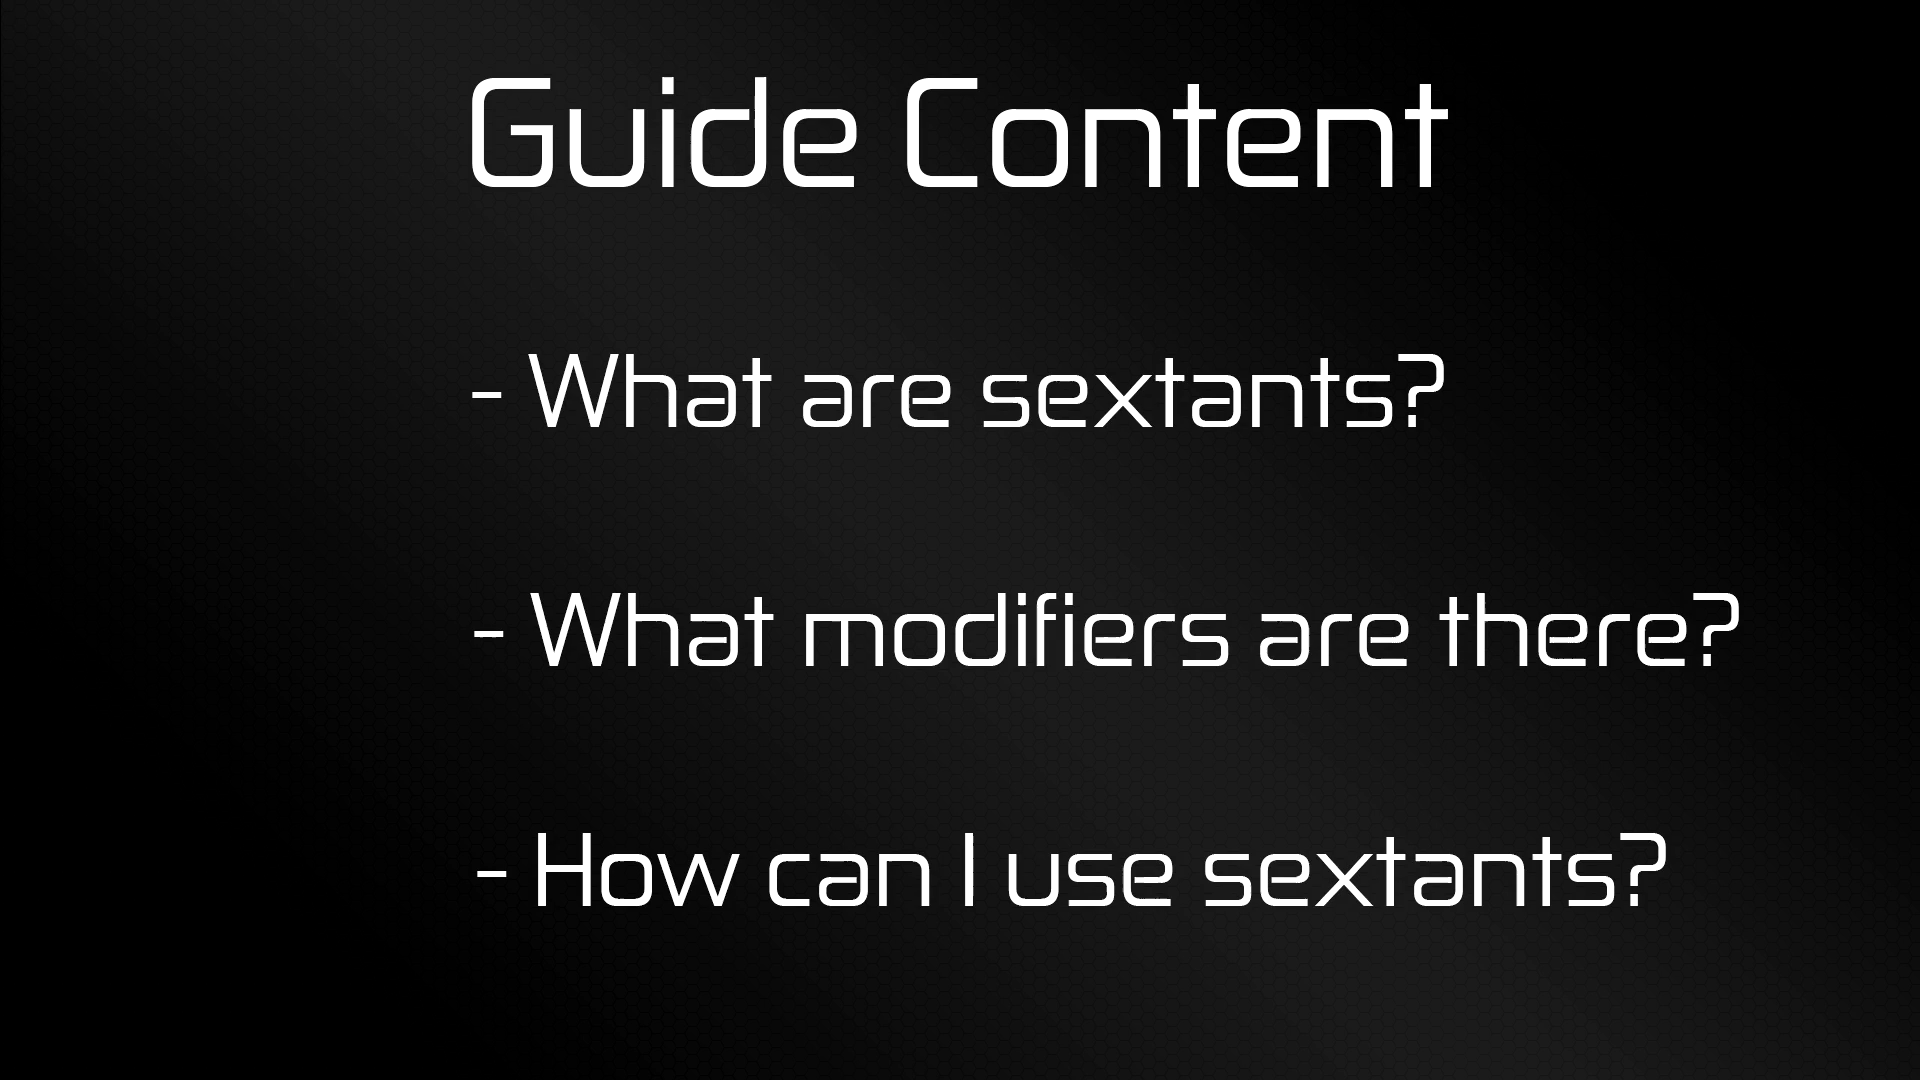 Guide Content
- What are sextants?
- What modifiers are there?
- How can I use sextants?